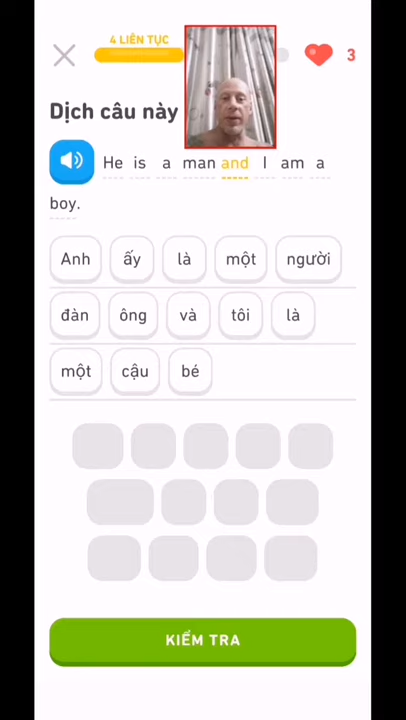 4 LIÊN TỤC
3
Dịch câu này
He is a man and I am a
boy.
Anh ấy là một người
đàn ông và tôi là
một cậu bé
KIỂM TRA